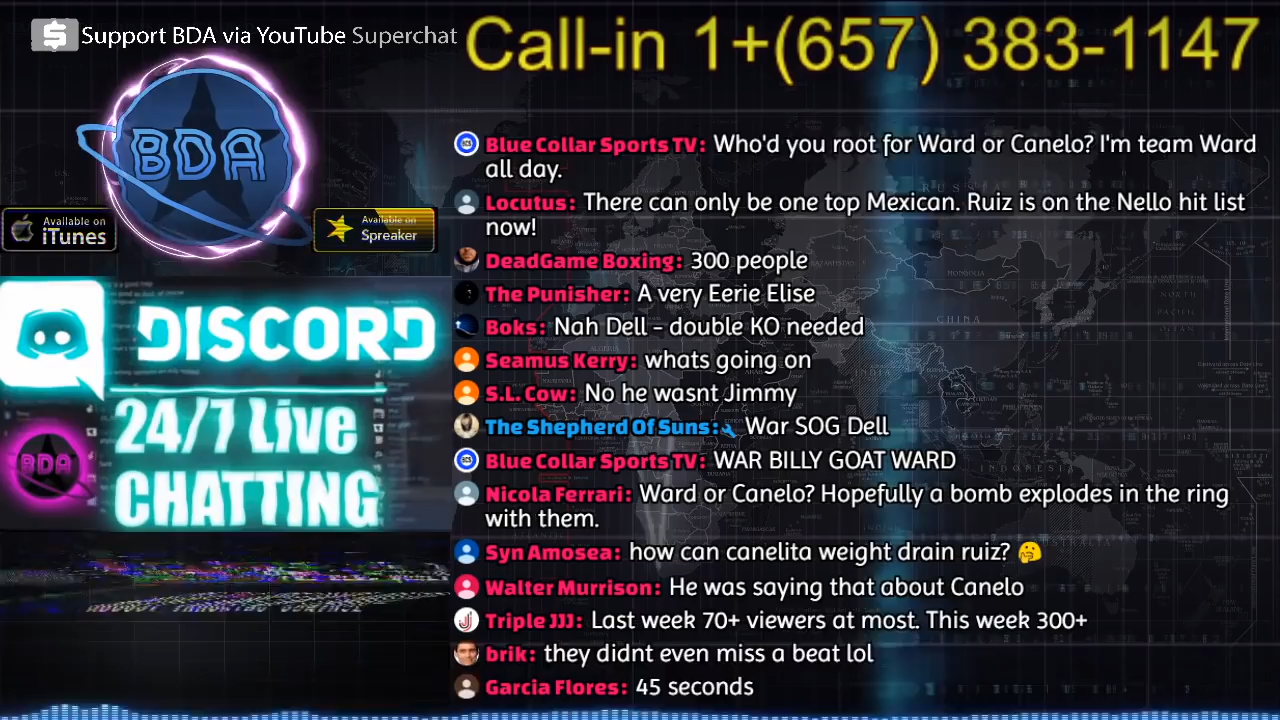 Support BDA via YouTube Superchat
Call-in 1+(657) 383-1147
BDA
Available on
iTunes
Available on
Spreaker
DISCORD
24/7 Live
CHATTING
BDA
Blue Collar Sports TV: Who'd you root for Ward or Canelo? I'm team Ward
all day.
Locutus: There can only be one top Mexican. Ruiz is on the Nello hit list
now!
DeadGame Boxing: 300 people
The Punisher: A very Eerie Elise
Boks: Nah Dell - double KO needed
Seamus Kerry: whats going on
S.L. Cow: No he wasnt Jimmy
The Shepherd Of Suns: War SOG Dell
Blue Collar Sports TV: WAR BILLY GOAT WARD
Nicola Ferrari: Ward or Canelo? Hopefully a bomb explodes in the ring
with them.
Syn Amosea: how can canelita weight drain ruiz? 🤔
Walter Murrison: He was saying that about Canelo
Triple JJJ: Last week 70+ viewers at most. This week 300+
brik: they didnt even miss a beat lol
Garcia Flores: 45 seconds
RUSSIA
MONGOLIA
CHINA
NORTH
PACIFIC
OCEAN
INDONESIA